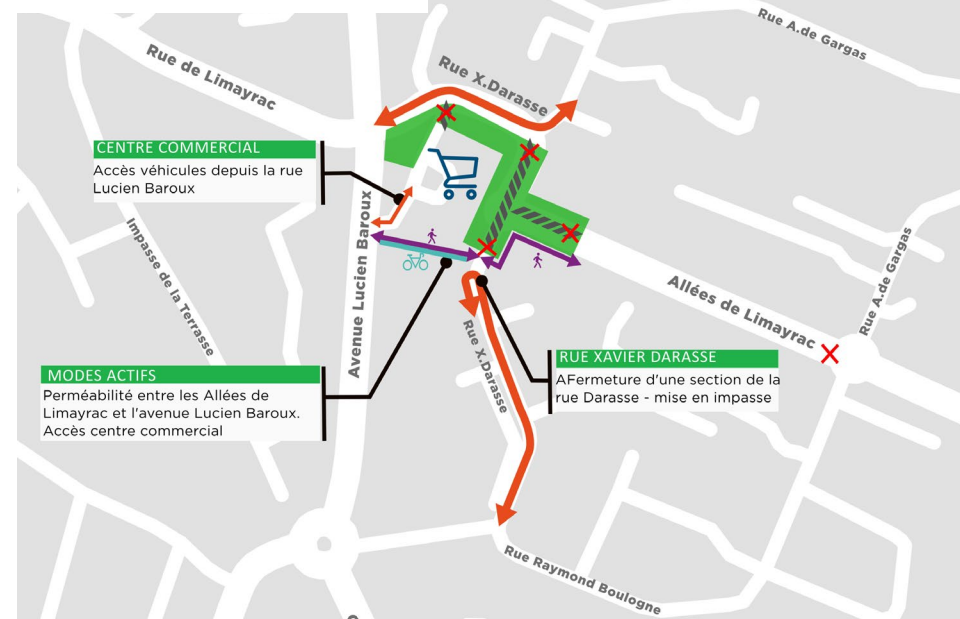 Rue A.de Gargas
Rue de Limayrac
Rue X.Darasse
CENTRE COMMERCIAL
Accès véhicules depuis la rue
Lucien Baroux
Avenue Lucien Baroux
Impasse de la Terrasse
Rue A.de Gargas
Allées de Limayrac
Rue X.Darasse
RUE XAVIER DARASSE
AFermeture d'une section de la
rue Darasse - mise en impasse
MODES ACTIFS
Perméabilité entre les Allées de
Limayrac et l'avenue Lucien Baroux.
Accès centre commercial
Rue Raymond Boulogne